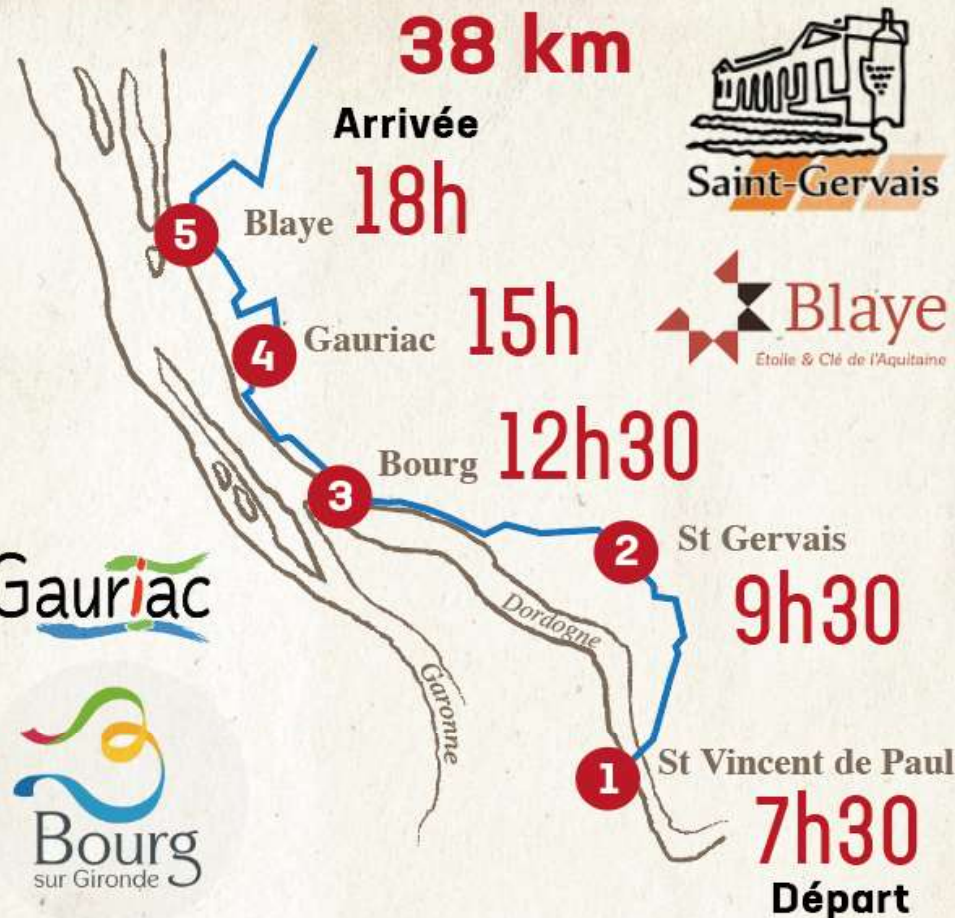 38 km
Arrivée
Saint-Gervais
5
Blaye
18h
Blaye
Étoile & Clé de l'Aquitaine
4
Gauriac
15h
3
Bourg
12h30
2
St Gervais
9h30
Gauriac
Dordogne
Garonne
1
St Vincent de Paul
7h30
Départ
Bourg
sur Gironde